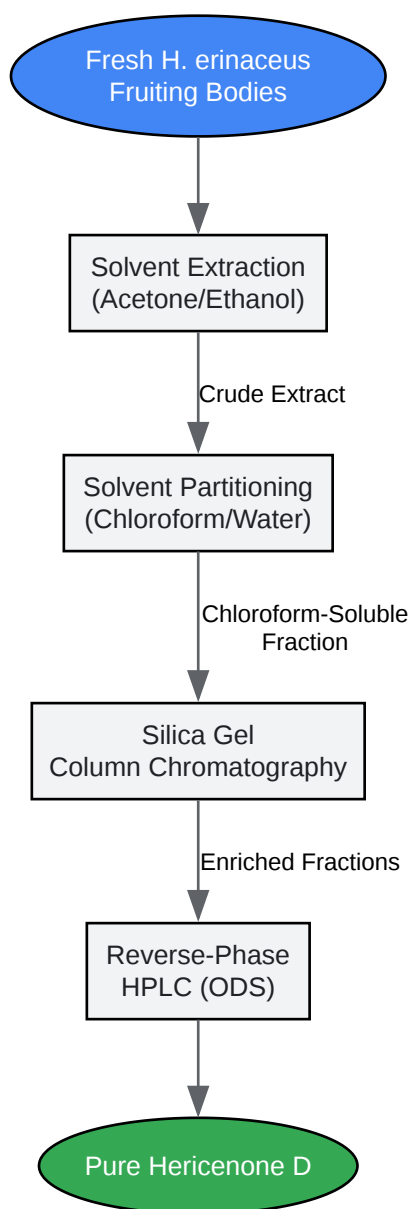 Fresh H. erinaceus
Fruiting Bodies
Solvent Extraction
(Acetone/Ethanol)
Crude Extract
Solvent Partitioning
(Chloroform/Water)
Chloroform-Soluble
Fraction
Silica Gel
Column Chromatography
Enriched Fractions
Reverse-Phase
HPLC (ODS)
Pure Hericenone D